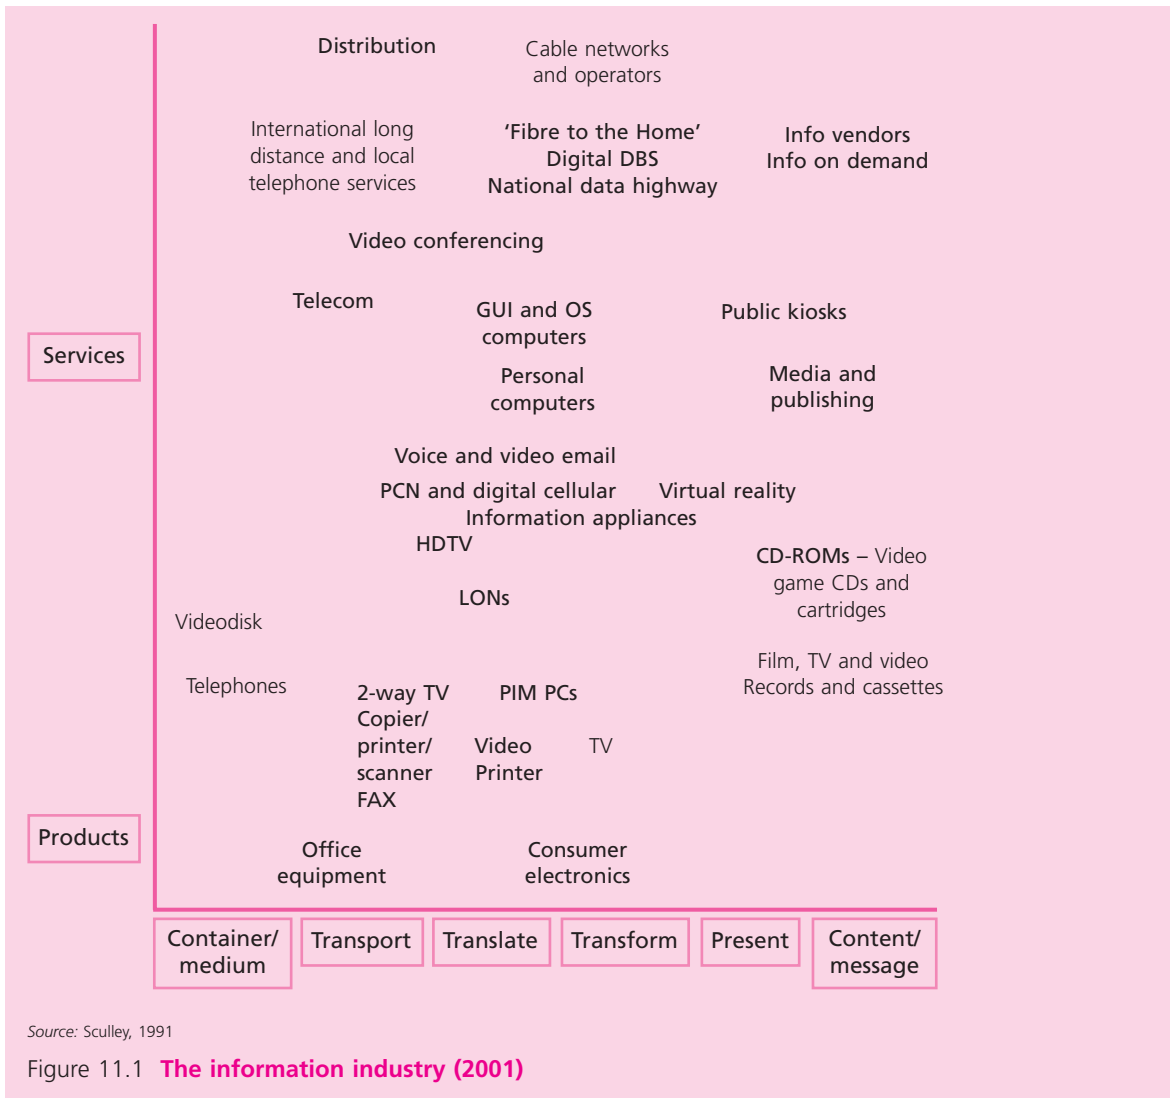 Distribution
Cable networks
and operators
International long
distance and local
telephone services
‘Fibre to the Home’
Digital DBS
National data highway
Info vendors
Info on demand
Video conferencing
Telecom
GUI and OS
computers
Public kiosks
Services
Personal
computers
Media and
publishing
Voice and video email
PCN and digital cellular
Virtual reality
Information appliances
HDTV
CD-ROMs – Video
game CDs and
cartridges
LONs
Videodisk
Film, TV and video
Records and cassettes
Telephones
2-way TV
Copier/
printer/
scanner
FAX
PIM PCs
Video
Printer
TV
Products
Office
equipment
Consumer
electronics
Container/
medium
Transport
Translate
Transform
Present
Content/
message
Source: Sculley, 1991
Figure 11.1 The information industry (2001)